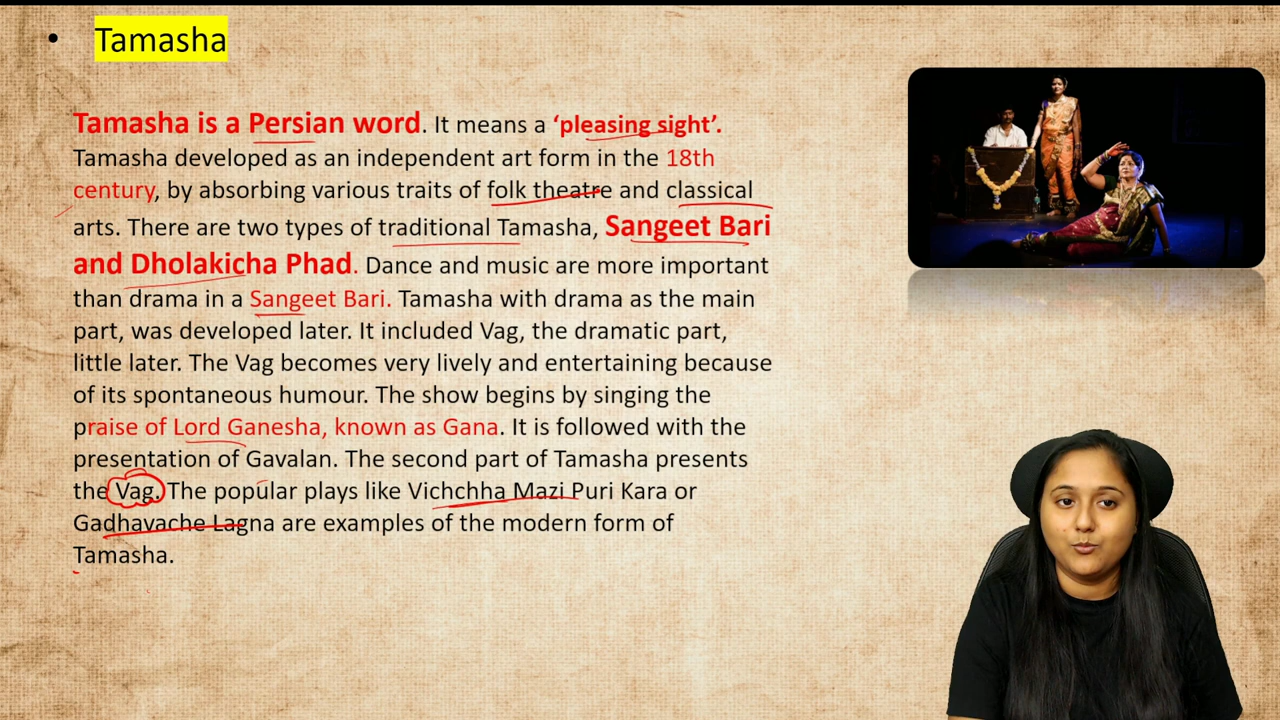 • Tamasha
Tamasha is a Persian word. It means a ‘pleasing sight’.
Tamasha developed as an independent art form in the 18th
century, by absorbing various traits of folk theatre and classical
arts. There are two types of traditional Tamasha, Sangeet Bari
and Dholakicha Phad. Dance and music are more important
than drama in a Sangeet Bari. Tamasha with drama as the main
part, was developed later. It included Vag, the dramatic part,
little later. The Vag becomes very lively and entertaining because
of its spontaneous humour. The show begins by singing the
praise of Lord Ganesha, known as Gana. It is followed with the
presentation of Gavalan. The second part of Tamasha presents
the Vag. The popular plays like Vichchha Mazi Puri Kara or
Gadhavache Lagna are examples of the modern form of
Tamasha.